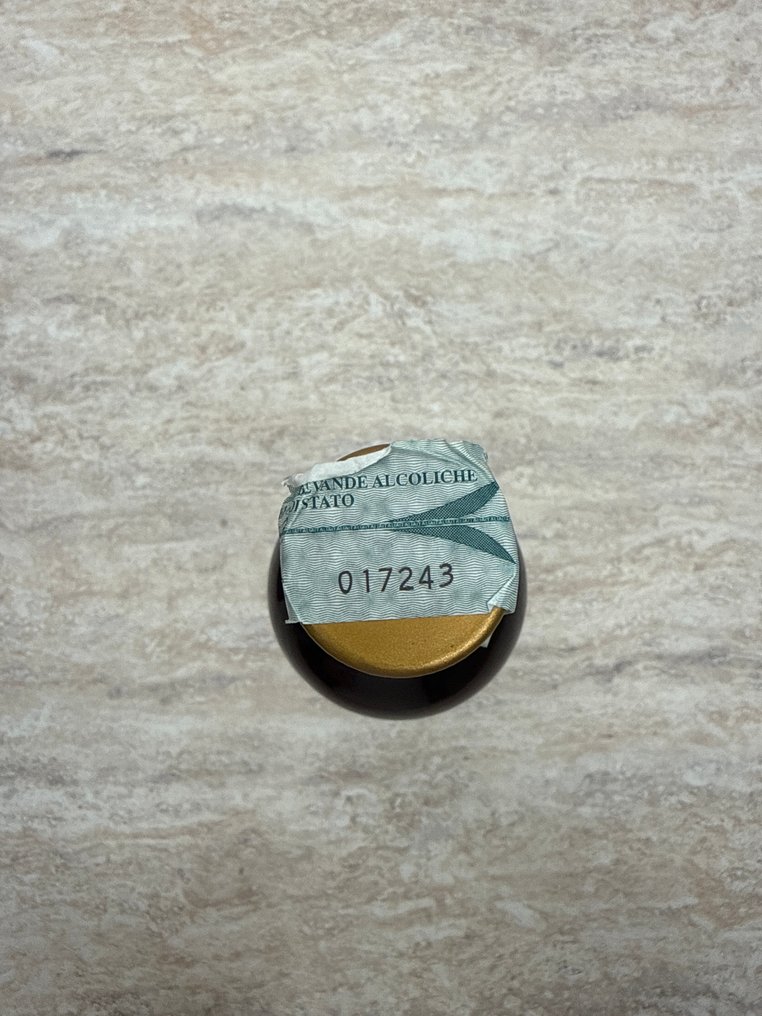 VANDE ALCOLICHE
STATO
017243